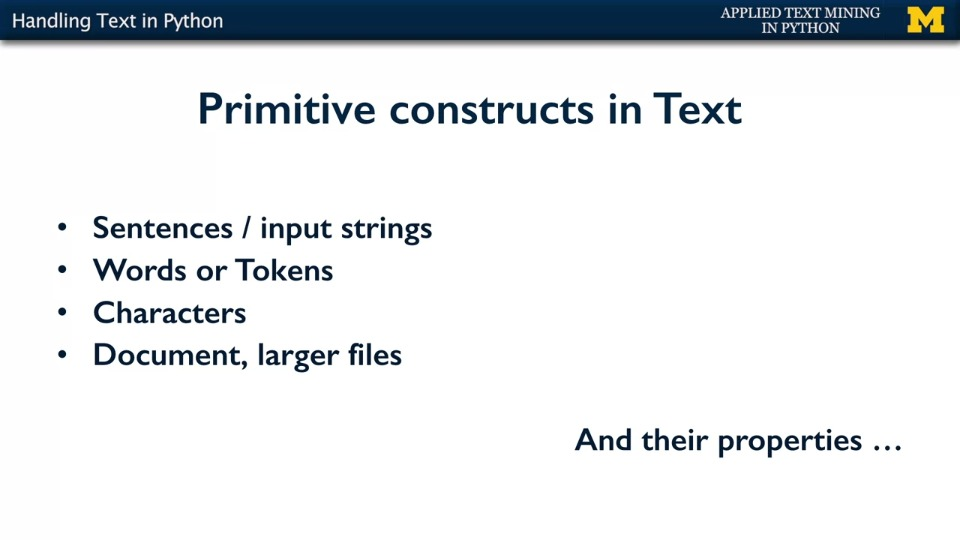 Handling Text in Python
APPLIED TEXT MINING
IN PYTHON
M
Primitive constructs in Text
• Sentences / input strings
• Words or Tokens
• Characters
• Document, larger files
And their properties …